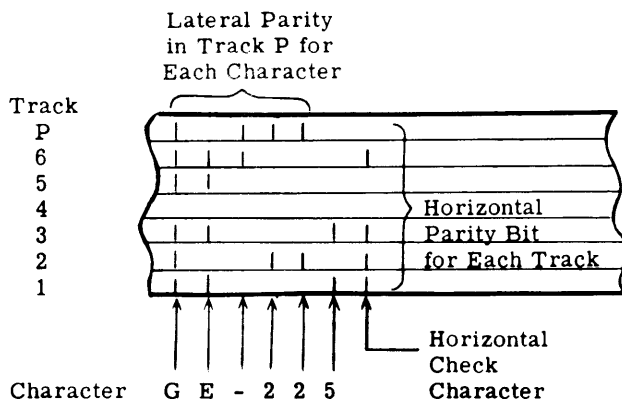 Lateral Parity
in Track P for
Each Character
Track
P
6
5
4
3
2
1
Horizontal
Parity Bit
for Each Track
Horizontal
Check
Character
Character G E - 2 2 5